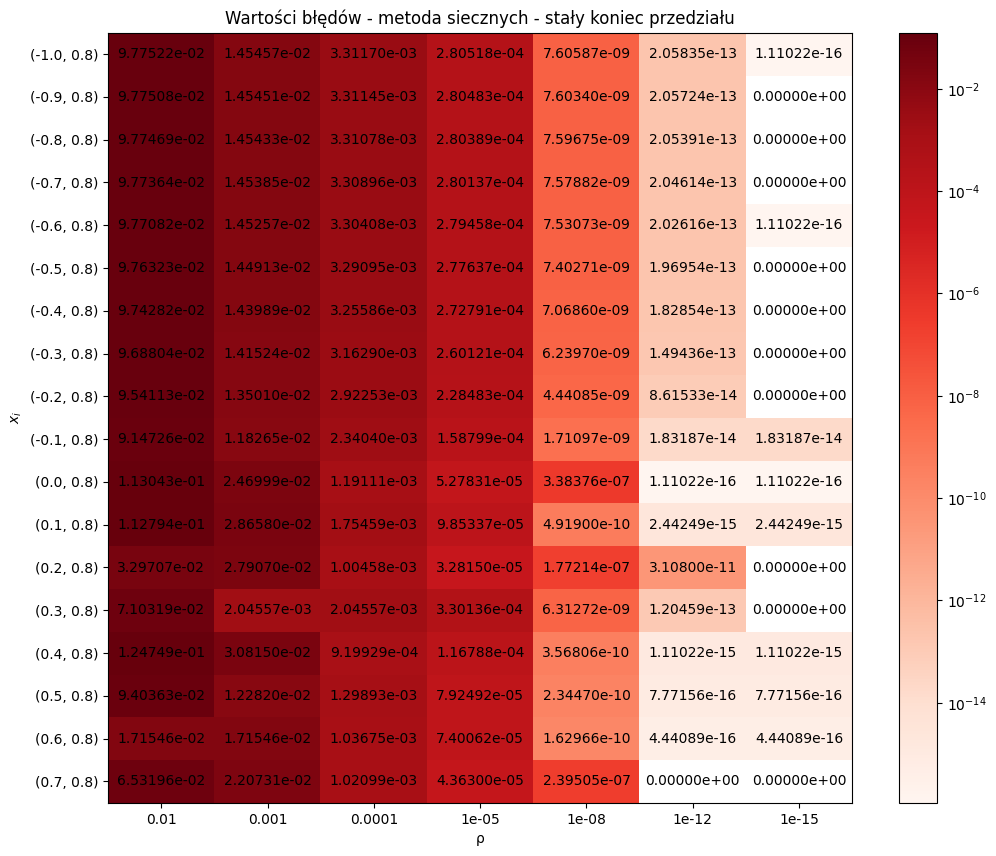 Wartości błędów - metoda siecznych - stały koniec przedziału
(-1.0, 0.8) 9.77522e-02 1.45457e-02 3.31170e-03 2.80518e-04 7.60587e-09 2.05835e-13 1.11022e-16
(-0.9, 0.8) 9.77508e-02 1.45451e-02 3.31145e-03 2.80483e-04 7.60340e-09 2.05724e-13 0.00000e+00
(-0.8, 0.8) 9.77469e-02 1.45433e-02 3.31078e-03 2.80389e-04 7.59675e-09 2.05391e-13 0.00000e+00
(-0.7, 0.8) 9.77364e-02 1.45385e-02 3.30896e-03 2.80137e-04 7.57882e-09 2.04614e-13 0.00000e+00
(-0.6, 0.8) 9.77082e-02 1.45257e-02 3.30408e-03 2.79458e-04 7.53073e-09 2.02616e-13 1.11022e-16
(-0.5, 0.8) 9.76323e-02 1.44913e-02 3.29095e-03 2.77637e-04 7.40271e-09 1.96954e-13 0.00000e+00
(-0.4, 0.8) 9.74282e-02 1.43989e-02 3.25586e-03 2.72791e-04 7.06860e-09 1.82854e-13 0.00000e+00
(-0.3, 0.8) 9.68804e-02 1.41524e-02 3.16290e-03 2.60121e-04 6.23970e-09 1.49436e-13 0.00000e+00
(-0.2, 0.8) 9.54113e-02 1.35010e-02 2.92253e-03 2.28483e-04 4.44085e-09 8.61533e-14 0.00000e+00
(-0.1, 0.8) 9.14726e-02 1.18265e-02 2.34040e-03 1.58799e-04 1.71097e-09 1.83187e-14 1.83187e-14
(0.0, 0.8) 1.13043e-01 2.46999e-02 1.19111e-03 5.27831e-05 3.38376e-07 1.11022e-16 1.11022e-16
(0.1, 0.8) 1.12794e-01 2.86580e-02 1.75459e-03 9.85337e-05 4.91900e-10 2.44249e-15 2.44249e-15
(0.2, 0.8) 3.29707e-02 2.79070e-02 1.00458e-03 3.28150e-05 1.77214e-07 3.10800e-11 0.00000e+00
(0.3, 0.8) 7.10319e-02 2.04557e-03 2.04557e-03 3.30136e-04 6.31272e-09 1.20459e-13 0.00000e+00
(0.4, 0.8) 1.24749e-01 3.08150e-02 9.19929e-04 1.16788e-04 3.56806e-10 1.11022e-15 1.11022e-15
(0.5, 0.8) 9.40363e-02 1.22820e-02 1.29893e-03 7.92492e-05 2.34470e-10 7.77156e-16 7.77156e-16
(0.6, 0.8) 1.71546e-02 1.71546e-02 1.03675e-03 7.40062e-05 1.62966e-10 4.44089e-16 4.44089e-16
(0.7, 0.8) 6.53196e-02 2.20731e-02 1.02099e-03 4.36300e-05 2.39505e-07 0.00000e+00 0.00000e+00
0.01 0.001 0.0001 1e-05 1e-08 1e-12 1e-15
ρ
xᵢ
10⁻²
10⁻⁴
10⁻⁶
10⁻⁸
10⁻¹⁰
10⁻¹²
10⁻¹⁴